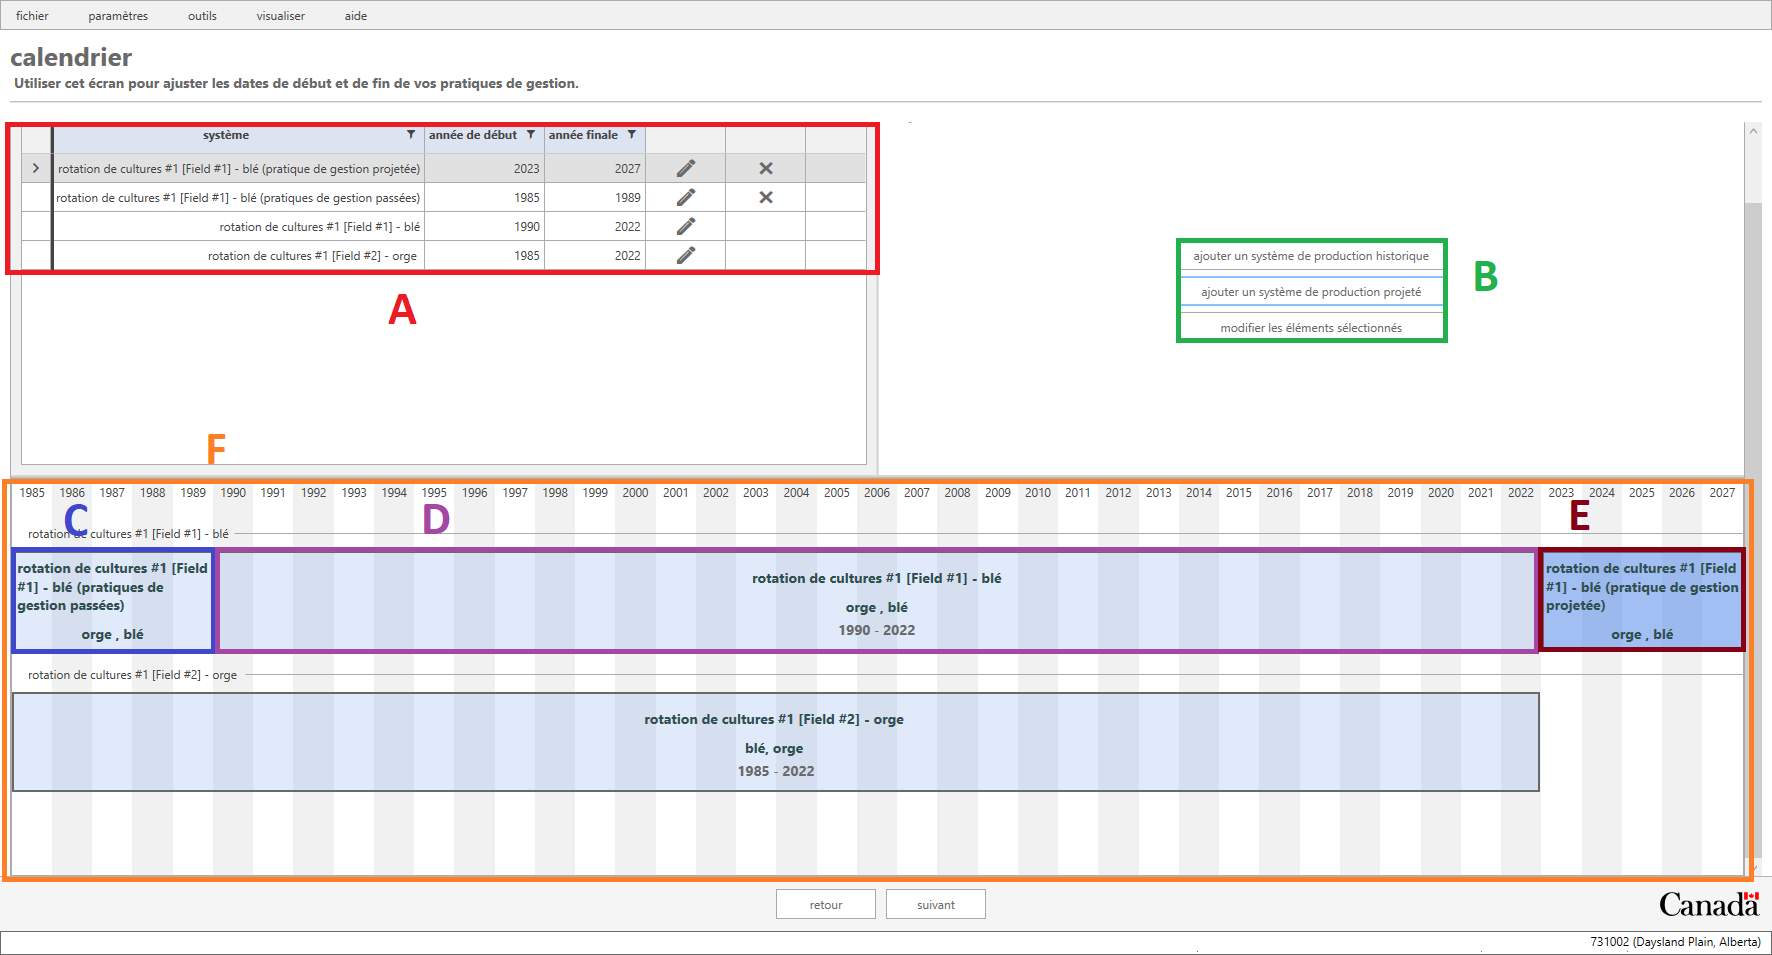 fichier paramètres outils visualiser aide
calendrier
Utiliser cet écran pour ajuster les dates de début et de fin de vos pratiques de gestion.
système année de début année finale
rotation de cultures #1 [Field #1] - blé (pratique de gestion projetée) 2023 2027
rotation de cultures #1 [Field #1] - blé (pratiques de gestion passées) 1985 1989
rotation de cultures #1 [Field #1] - blé 1990 2022
rotation de cultures #1 [Field #2] - orge 1985 2022
A
ajouter un système de production historique
ajouter un système de production projeté
modifier les éléments sélectionnés
B
F
1985 1986 1987 1988 1989 1990 1991 1992 1993 1994 1995 1996 1997 1998 1999 2000 2001 2002 2003 2004 2005 2006 2007 2008 2009 2010 2011 2012 2013 2014 2015 2016 2017 2018 2019 2020 2021 2022 2023 2024 2025 2026 2027
C D E
rotation de cultures #1 [Field #1] - blé
rotation de cultures #1 [Field
#1] - blé (pratiques de
gestion passées)
orge , blé
rotation de cultures #1 [Field #1] - blé
orge , blé
1990 - 2022
rotation de cultures #1 [Field
#1] - blé (pratique de gestion
projetée)
orge , blé
rotation de cultures #1 [Field #2] - orge
rotation de cultures #1 [Field #2] - orge
blé, orge
1985 - 2022
retour suivant
Canada
731002 (Daysland Plain, Alberta)